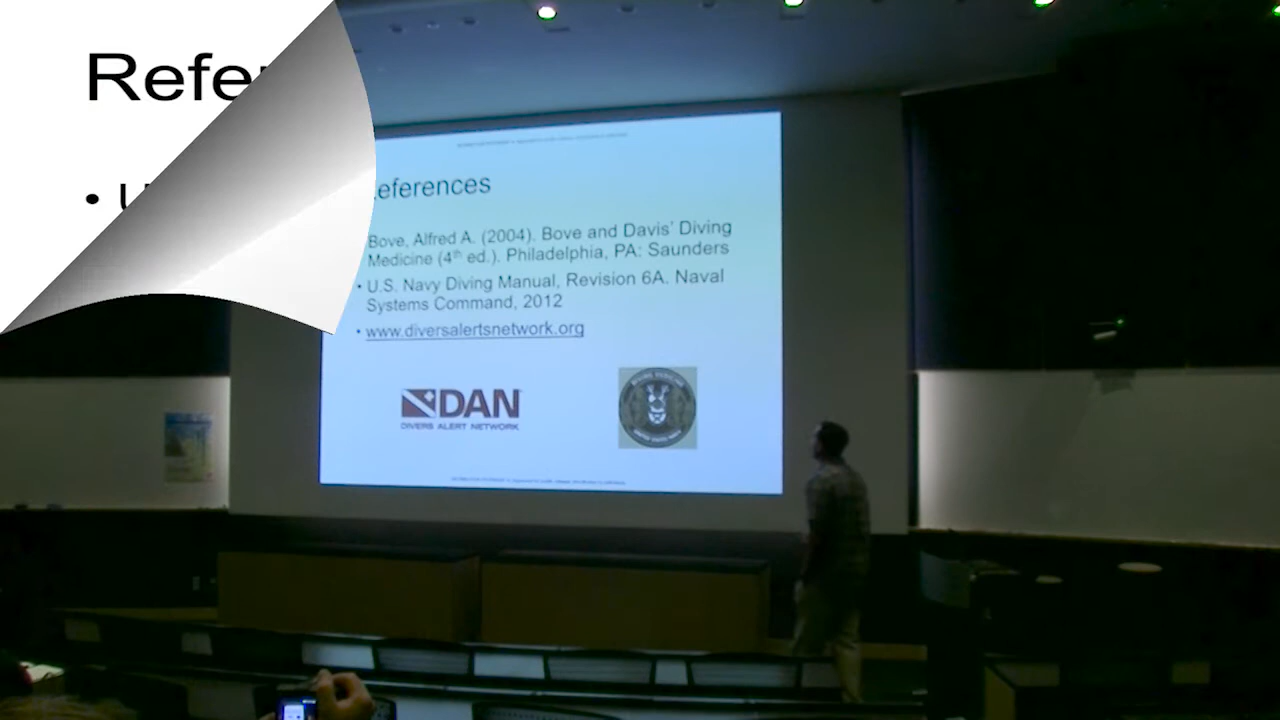 Refe
• U
eferences
Bove, Alfred A. (2004). Bove and Davis' Diving
Medicine (4th ed.). Philadelphia, PA: Saunders
• U.S. Navy Diving Manual, Revision 6A. Naval
Systems Command, 2012
• www.diversalertsnetwork.org
DAN
DIVERS ALERT NETWORK